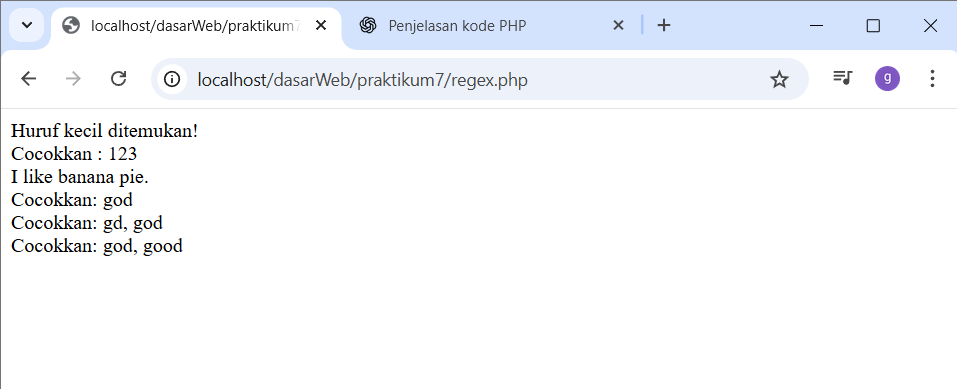 localhost/dasarWeb/praktikum7
Penjelasan kode PHP
localhost/dasarWeb/praktikum7/regex.php
g
Huruf kecil ditemukan!
Cocokkan : 123
I like banana pie.
Cocokkan: god
Cocokkan: gd, god
Cocokkan: god, good